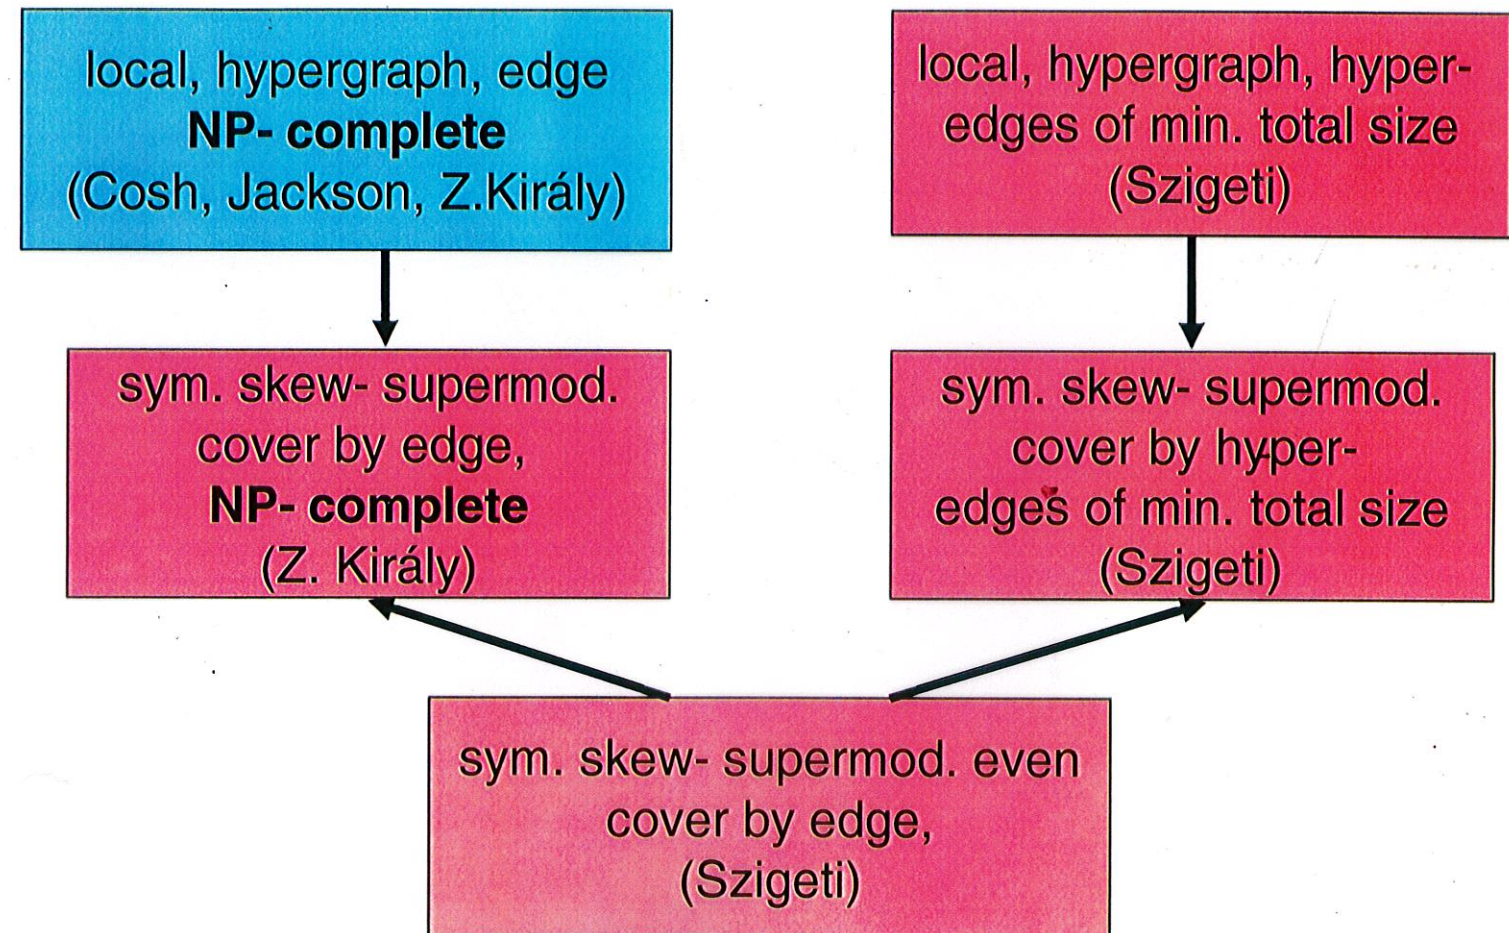 local, hypergraph, edge
NP- complete
(Cosh, Jackson, Z.Király)
local, hypergraph, hyper-
edges of min. total size
(Szigeti)
sym. skew- supermod.
cover by edge,
NP- complete
(Z. Király)
sym. skew- supermod.
cover by hyper-
edges of min. total size
(Szigeti)
sym. skew- supermod. even
cover by edge,
(Szigeti)